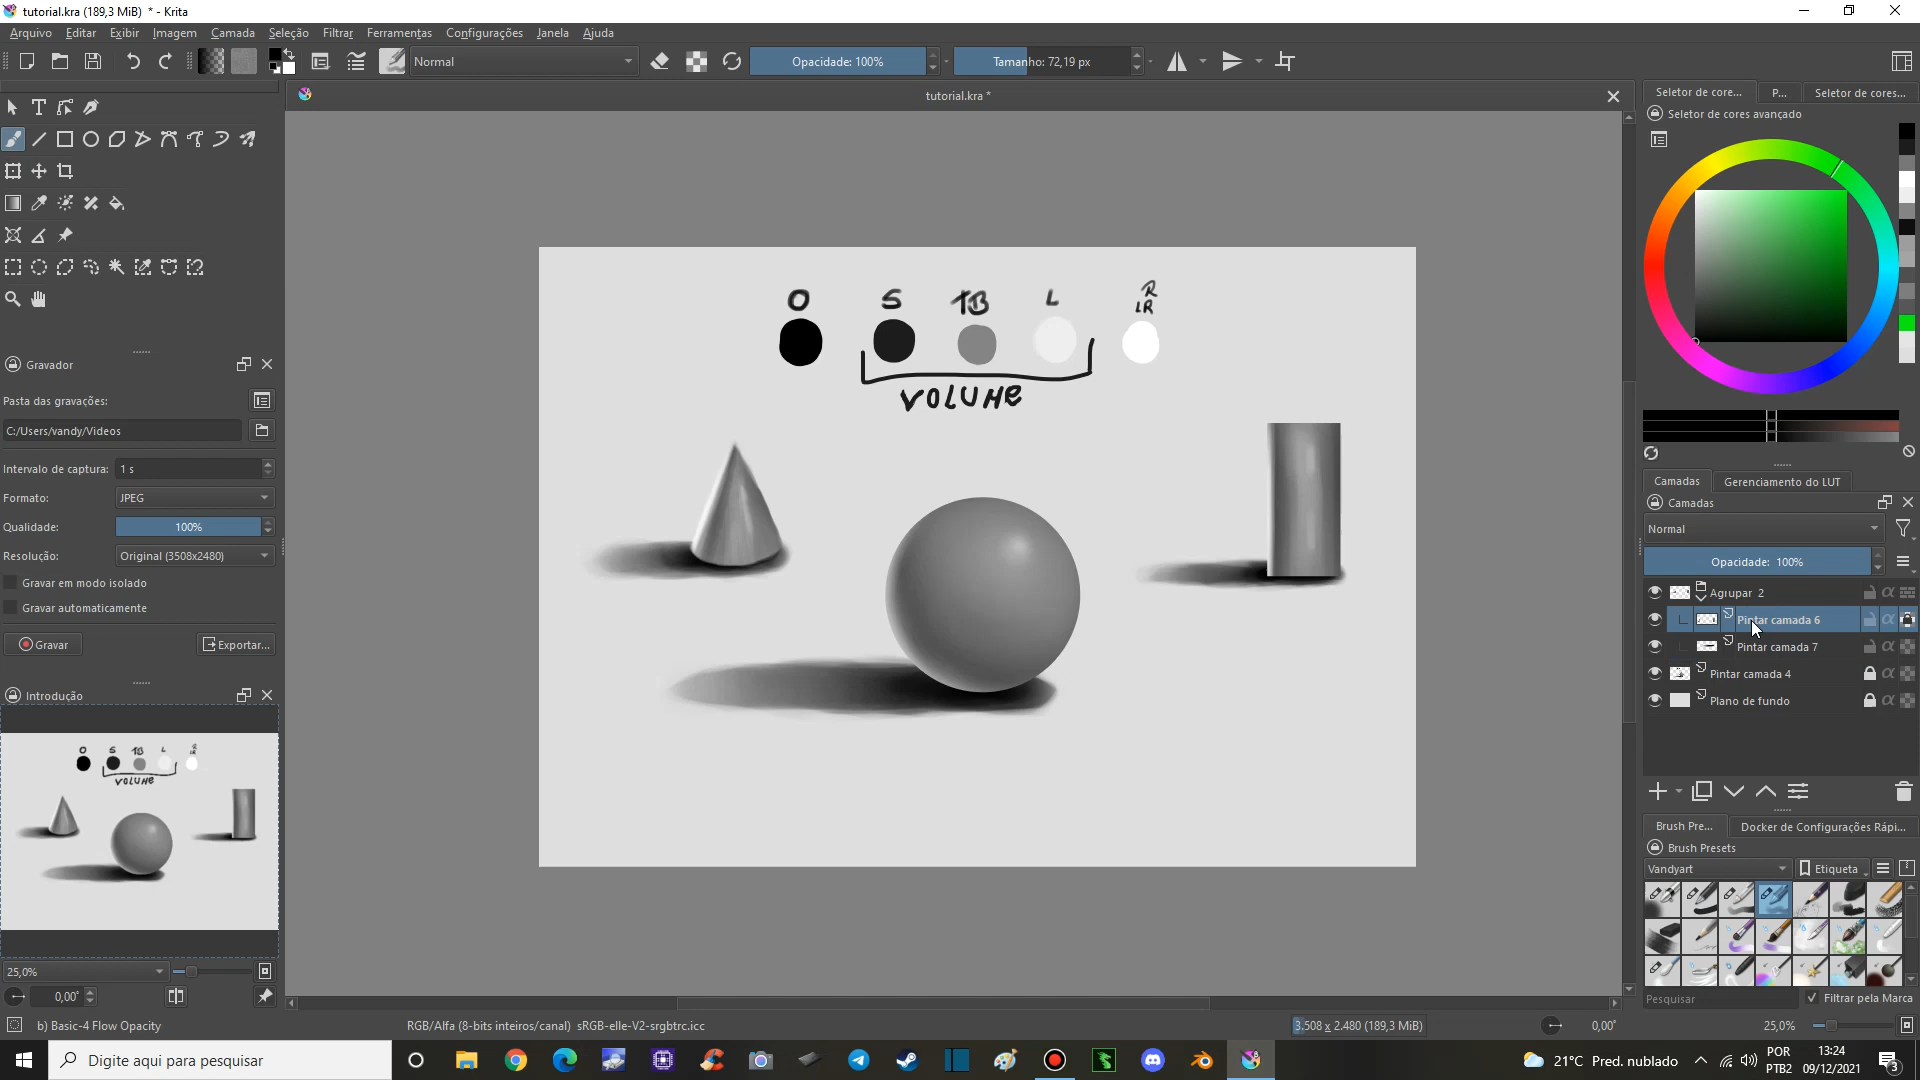 tutorial.kra (189,3 MiB) * - Krita
Arquivo Editar Exibir Imagem Camada Seleção Filtrar Ferramentas Configurações Janela Ajuda
Normal
Opacidade: 100%
Tamanho: 72,19 px
tutorial.kra *
Gravador
Pasta das gravações:
C:/Users/vandy/Videos
Intervalo de captura: 1 s
Formato: JPEG
Qualidade: 100%
Resolução: Original (3508x2480)
Gravar em modo isolado
Gravar automaticamente
Gravar Exportar...
Introdução
O S TB L R
LR
VOLUME
25,0%
0,00°
Seletor de core... P... Seletor de cores...
Seletor de cores avançado
Camadas Gerenciamento do LUT
Camadas
Normal
Opacidade: 100%
Agrupar 2
Pintar camada 6
Pintar camada 7
Pintar camada 4
Plano de fundo
Brush Pre... Docker de Configurações Rápi...
Brush Presets
Vandyart Etiqueta
Pesquisar Filtrar pela Marca
b) Basic-4 Flow Opacity
RGB/Alfa (8-bits inteiros/canal) sRGB-elle-V2-srgbtrc.icc
3.508 x 2.480 (189,3 MiB)
0,00°
25,0%
Digite aqui para pesquisar
21°C Pred. nublado
POR
PTB2
13:24
09/12/2021
3